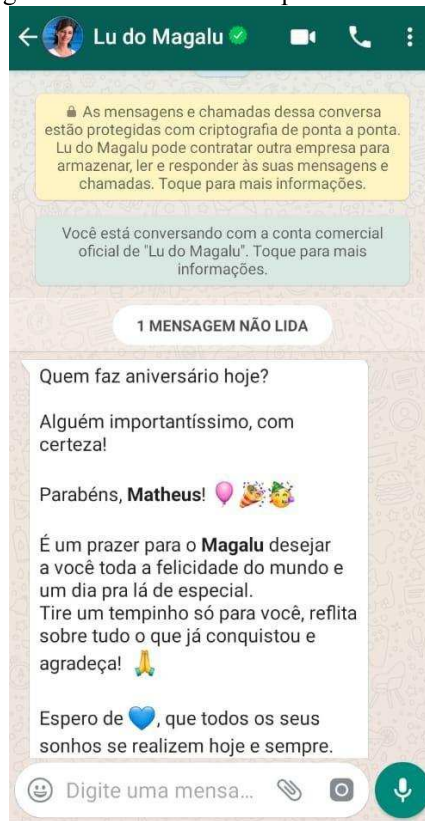 Lu do Magalu
As mensagens e chamadas dessa conversa
estão protegidas com criptografia de ponta a ponta.
Lu do Magalu pode contratar outra empresa para
armazenar, ler e responder às suas mensagens e
chamadas. Toque para mais informações.
Você está conversando com a conta comercial
oficial de "Lu do Magalu". Toque para mais
informações.
1 MENSAGEM NÃO LIDA
Quem faz aniversário hoje?
Alguém importantíssimo, com
certeza!
Parabéns, Matheus! 🎈🎉🥳
É um prazer para o Magalu desejar
a você toda a felicidade do mundo e
um dia pra lá de especial.
Tire um tempinho só para você, reflita
sobre tudo o que já conquistou e
agradeça! 🙏
Espero de 💙, que todos os seus
sonhos se realizem hoje e sempre.
Digite uma mensa...